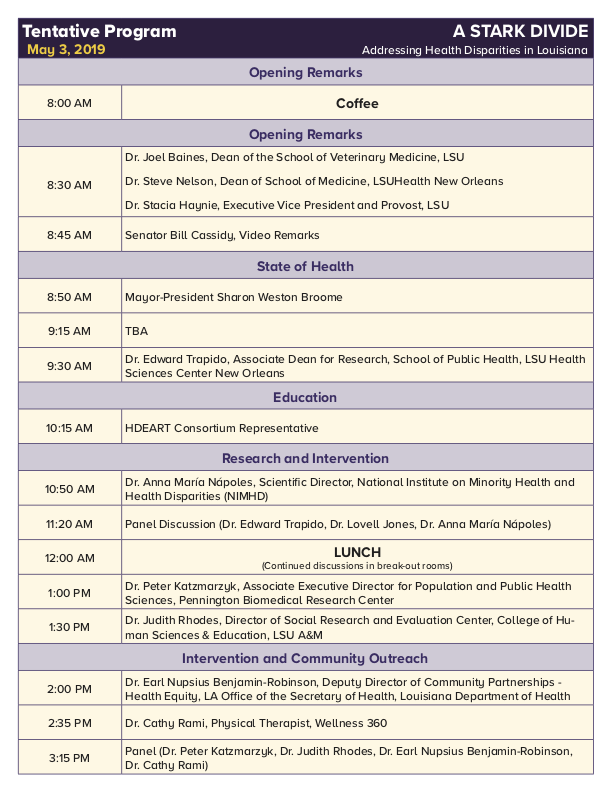 Tentative Program
A STARK DIVIDE
May 3, 2019
Addressing Health Disparities in Louisiana
Opening Remarks
8:00 AM
Coffee
Opening Remarks
8:30 AM
Dr. Joel Baines, Dean of the School of Veterinary Medicine, LSU
Dr. Steve Nelson, Dean of School of Medicine, LSUHealth New Orleans
Dr. Stacia Haynie, Executive Vice President and Provost, LSU
8:45 AM
Senator Bill Cassidy, Video Remarks
State of Health
8:50 AM
Mayor-President Sharon Weston Broome
9:15 AM
TBA
9:30 AM
Dr. Edward Trapido, Associate Dean for Research, School of Public Health, LSU Health
Sciences Center New Orleans
Education
10:15 AM
HDEART Consortium Representative
Research and Intervention
10:50 AM
Dr. Anna María Nápoles, Scientific Director, National Institute on Minority Health and
Health Disparities (NIMHD)
11:20 AM
Panel Discussion (Dr. Edward Trapido, Dr. Lovell Jones, Dr. Anna María Nápoles)
12:00 AM
LUNCH
(Continued discussions in break-out rooms)
1:00 PM
Dr. Peter Katzmarzyk, Associate Executive Director for Population and Public Health
Sciences, Pennington Biomedical Research Center
1:30 PM
Dr. Judith Rhodes, Director of Social Research and Evaluation Center, College of Hu-
man Sciences & Education, LSU A&M
Intervention and Community Outreach
2:00 PM
Dr. Earl Nupsius Benjamin-Robinson, Deputy Director of Community Partnerships -
Health Equity, LA Office of the Secretary of Health, Louisiana Department of Health
2:35 PM
Dr. Cathy Rami, Physical Therapist, Wellness 360
3:15 PM
Panel (Dr. Peter Katzmarzyk, Dr. Judith Rhodes, Dr. Earl Nupsius Benjamin-Robinson,
Dr. Cathy Rami)